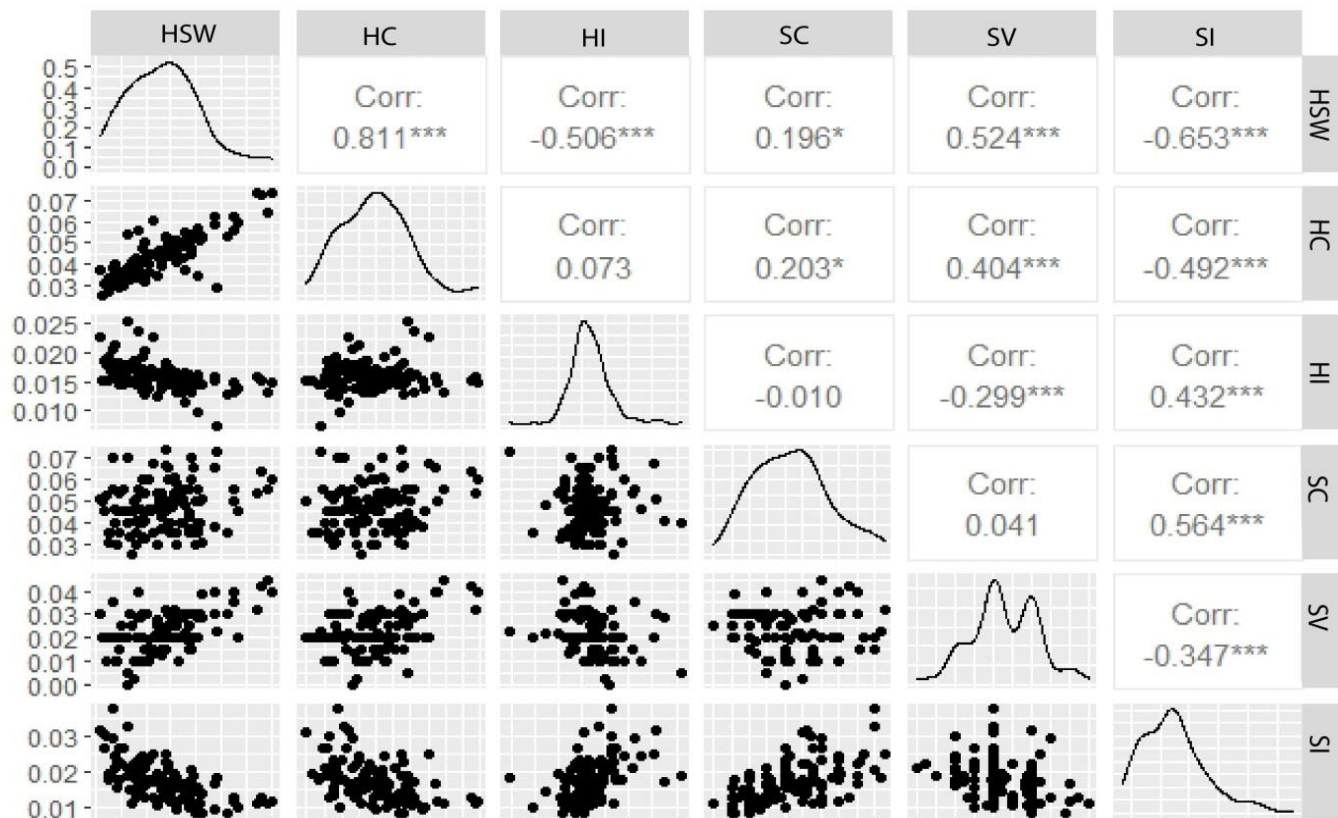 HSW HC HI SC SV SI
0.5
0.4
0.3
0.2
0.1
0.0
Corr:
0.811***
Corr:
-0.506***
Corr:
0.196*
Corr:
0.524***
Corr:
-0.653***
HSW
0.07
0.06
0.05
0.04
0.03
Corr:
0.073
Corr:
0.203*
Corr:
0.404***
Corr:
-0.492***
HC
0.025
0.020
0.015
0.010
Corr:
-0.010
Corr:
-0.299***
Corr:
0.432***
HI
0.07
0.06
0.05
0.04
0.03
Corr:
0.041
Corr:
0.564***
SC
0.04
0.03
0.02
0.01
0.00
Corr:
-0.347***
SV
0.03
0.02
0.01
SI